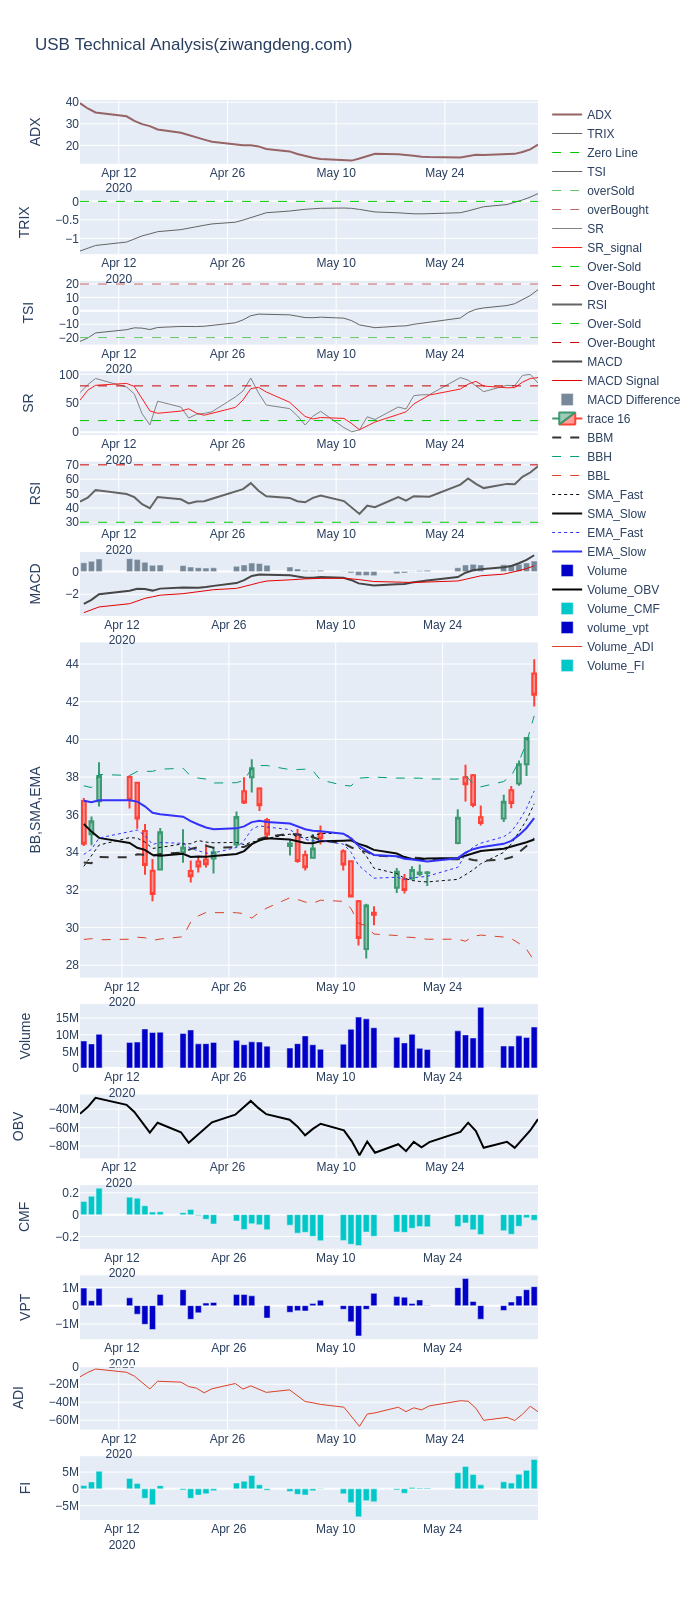 USB Technical Analysis(ziwangdeng.com)
ADX
40
30
20
Apr 12
2020
Apr 26
May 10
May 24
TRIX
0
−0.5
−1
Apr 12
2020
Apr 26
May 10
May 24
TSI
20
10
0
−10
−20
Apr 12
2020
Apr 26
May 10
May 24
SR
100
50
0
Apr 12
2020
Apr 26
May 10
May 24
RSI
70
60
50
40
30
Apr 12
2020
Apr 26
May 10
May 24
MACD
0
−2
Apr 12
2020
Apr 26
May 10
May 24
BB,SMA,EMA
44
42
40
38
36
34
32
30
28
Apr 12
2020
Apr 26
May 10
May 24
Volume
15M
10M
5M
0
Apr 12
2020
Apr 26
May 10
May 24
OBV
−40M
−60M
−80M
Apr 12
2020
Apr 26
May 10
May 24
CMF
0.2
0
−0.2
Apr 12
2020
Apr 26
May 10
May 24
VPT
1M
0
−1M
Apr 12
2020
Apr 26
May 10
May 24
ADI
0
−20M
−40M
−60M
Apr 12
2020
Apr 26
May 10
May 24
FI
5M
0
−5M
Apr 12
2020
Apr 26
May 10
May 24
ADX
TRIX
Zero Line
TSI
overSold
overBought
SR
SR_signal
Over-Sold
Over-Bought
RSI
Over-Sold
Over-Bought
MACD
MACD Signal
MACD Difference
trace 16
BBM
BBH
BBL
SMA_Fast
SMA_Slow
EMA_Fast
EMA_Slow
Volume
Volume_OBV
Volume_CMF
volume_vpt
Volume_ADI
Volume_FI